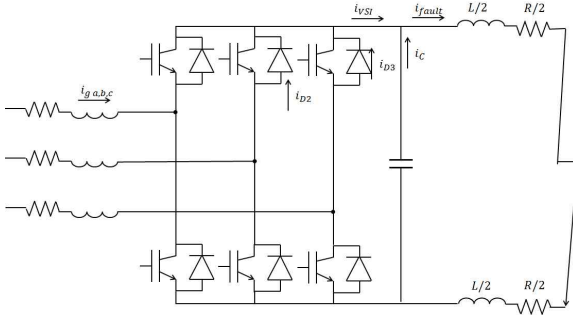 i_VSI
i_fault
L/2
R/2
i_C
i_D3
i_D2
i_g a,b,c
L/2
R/2